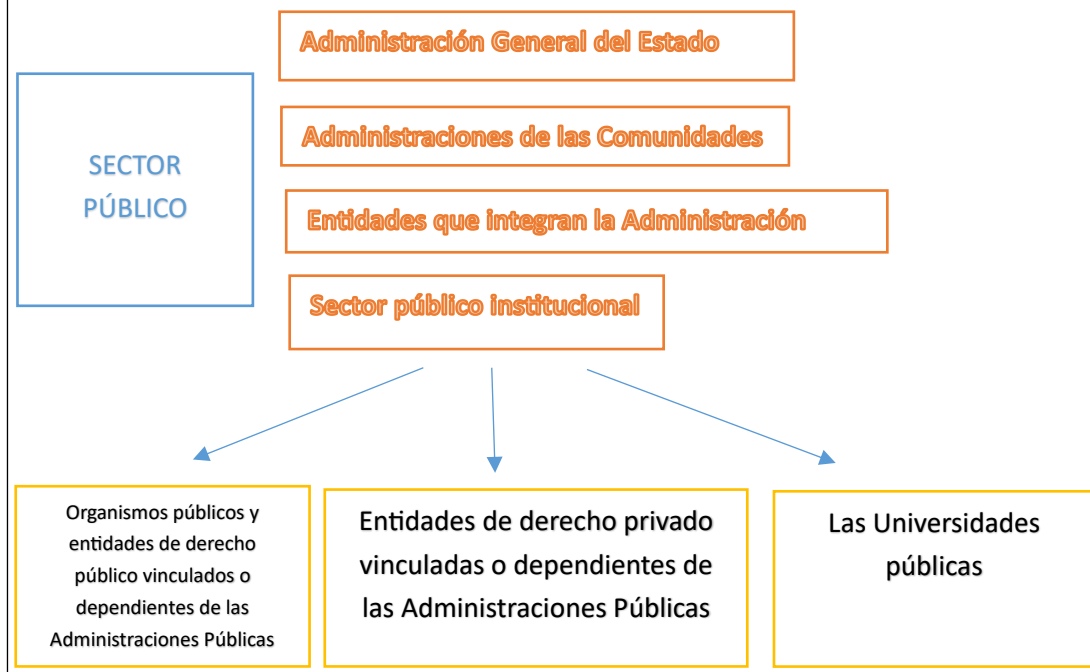 Administración General del Estado
SECTOR
PÚBLICO
Administraciones de las Comunidades
Entidades que integran la Administración
Sector público institucional
Organismos públicos y
entidades de derecho
público vinculados o
dependientes de las
Administraciones Públicas
Entidades de derecho privado
vinculadas o dependientes de
las Administraciones Públicas
Las Universidades
públicas